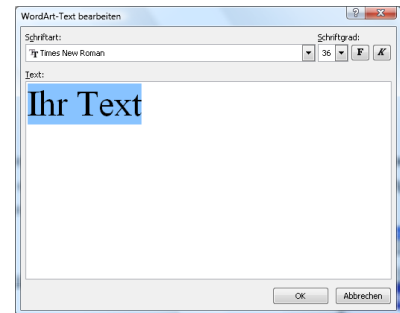 WordArt-Text bearbeiten
Schriftart: Schriftgrad:
Times New Roman 36 F K
Text:
Ihr Text
OK Abbrechen